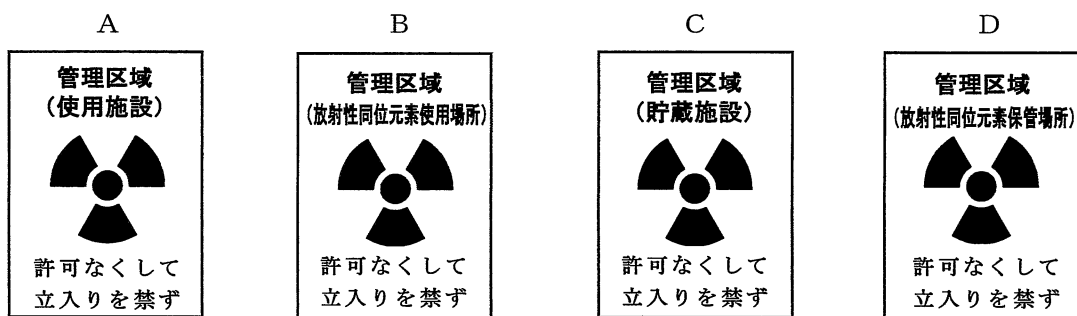 A
B
C
D
管理区域
(使用施設)
許可なくして
立入りを禁ず
管理区域
(放射性同位元素使用場所)
許可なくして
立入りを禁ず
管理区域
(貯蔵施設)
許可なくして
立入りを禁ず
管理区域
(放射性同位元素保管場所)
許可なくして
立入りを禁ず